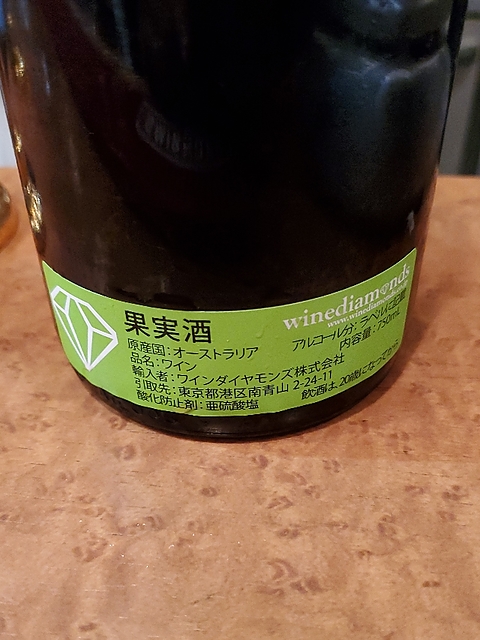 果実酒
winediamonds
www.winediamonds
原産国：オーストラリア
アルコール分：ラベルに記載
品名：ワイン
内容量：750mL
輸入者：ワインダイヤモンズ株式会社
引取先：東京都港区南青山 2-24-11
酸化防止剤：亜硫酸塩
飲酒は、20歳になってから